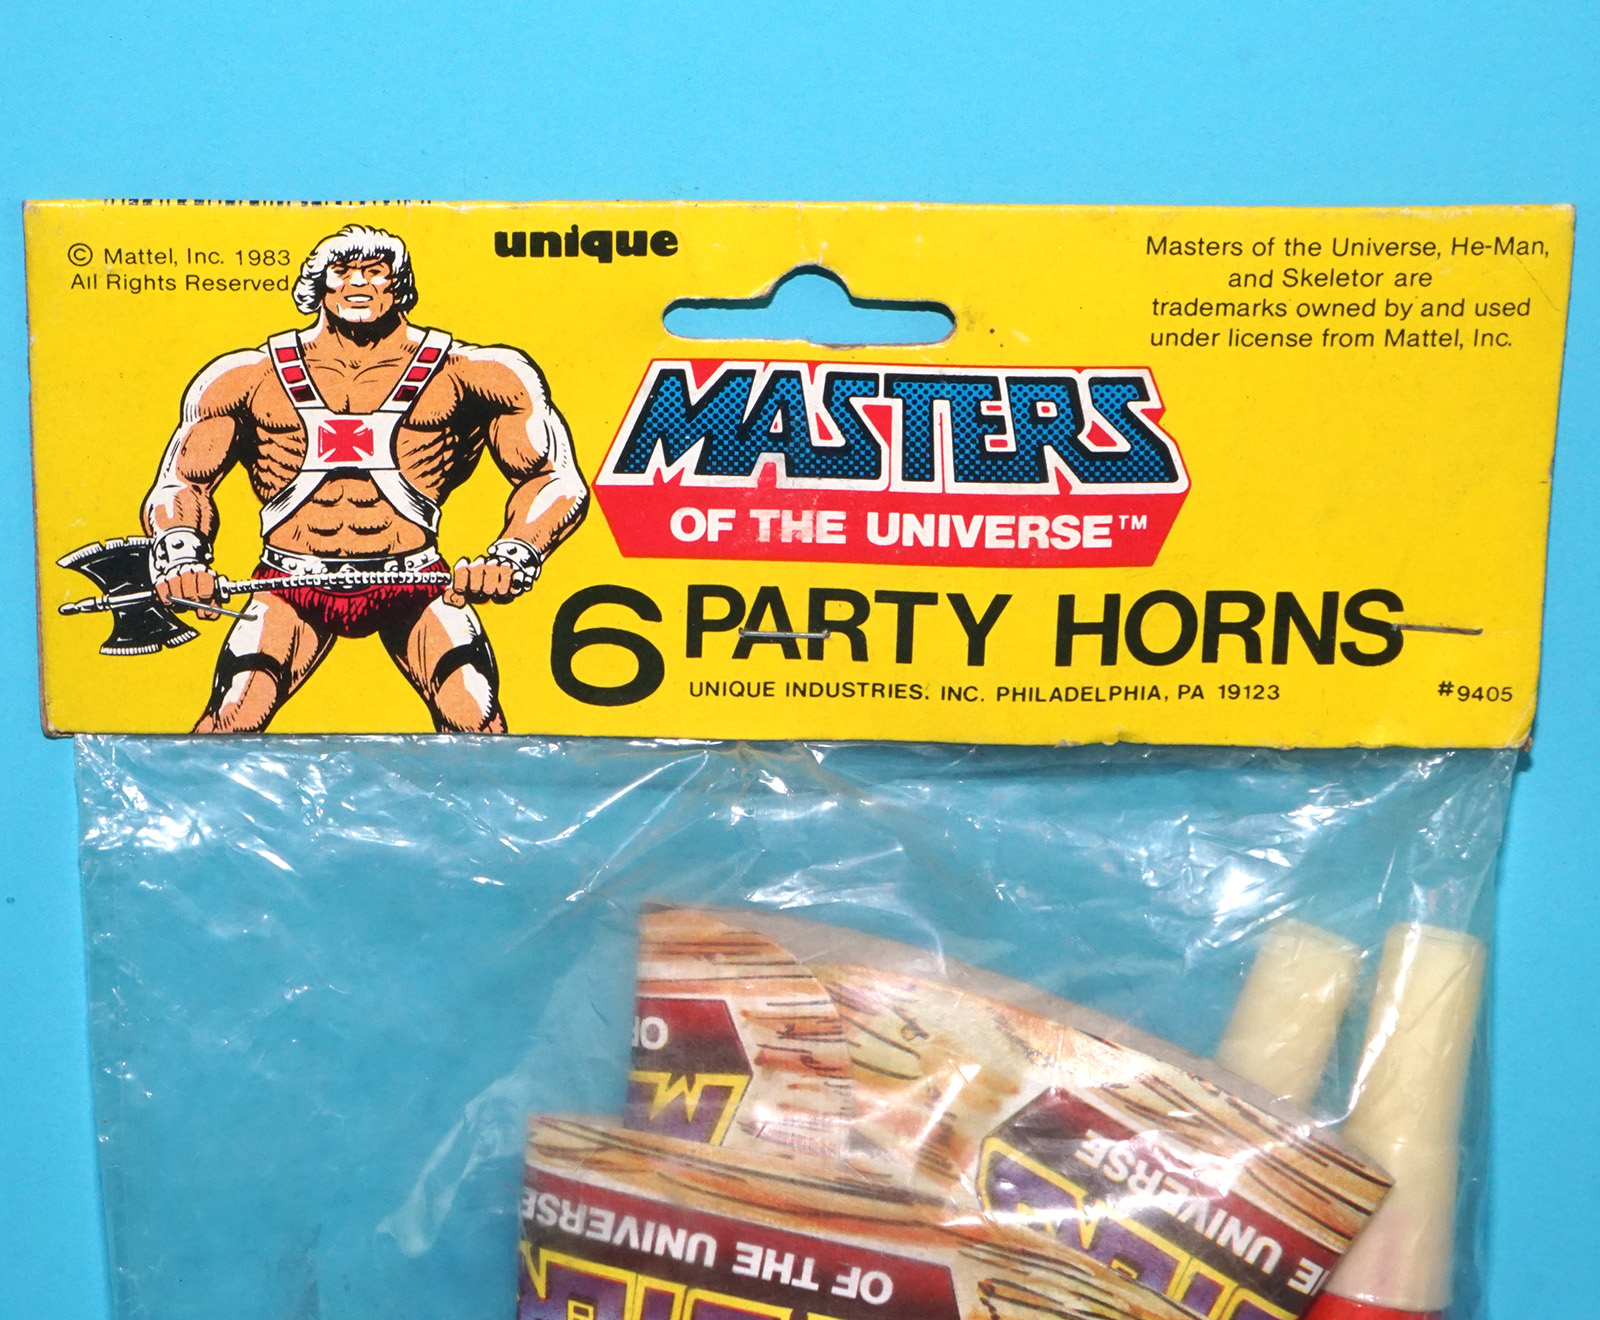 © Mattel, Inc. 1983
All Rights Reserved
unique
Masters of the Universe, He-Man,
and Skeletor are
trademarks owned by and used
under license from Mattel, Inc.
MASTERS
OF THE UNIVERSE™
6 PARTY HORNS
UNIQUE INDUSTRIES. INC. PHILADELPHIA, PA 19123
#9405
OF
M
UNIVERSE
E UNIVERSE
OF THE UNIVERSE